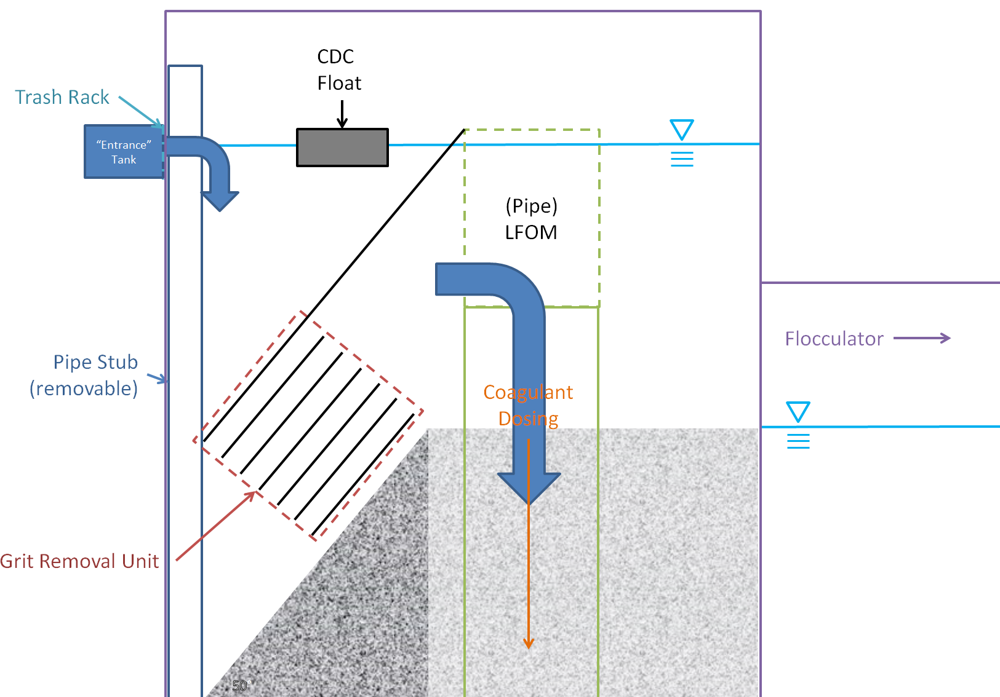 CDC
Float
Trash Rack
“Entrance”
Tank
(Pipe)
LFOM
Flocculator
Pipe Stub
(removable)
Coagulant
Dosing
Grit Removal Unit
50°